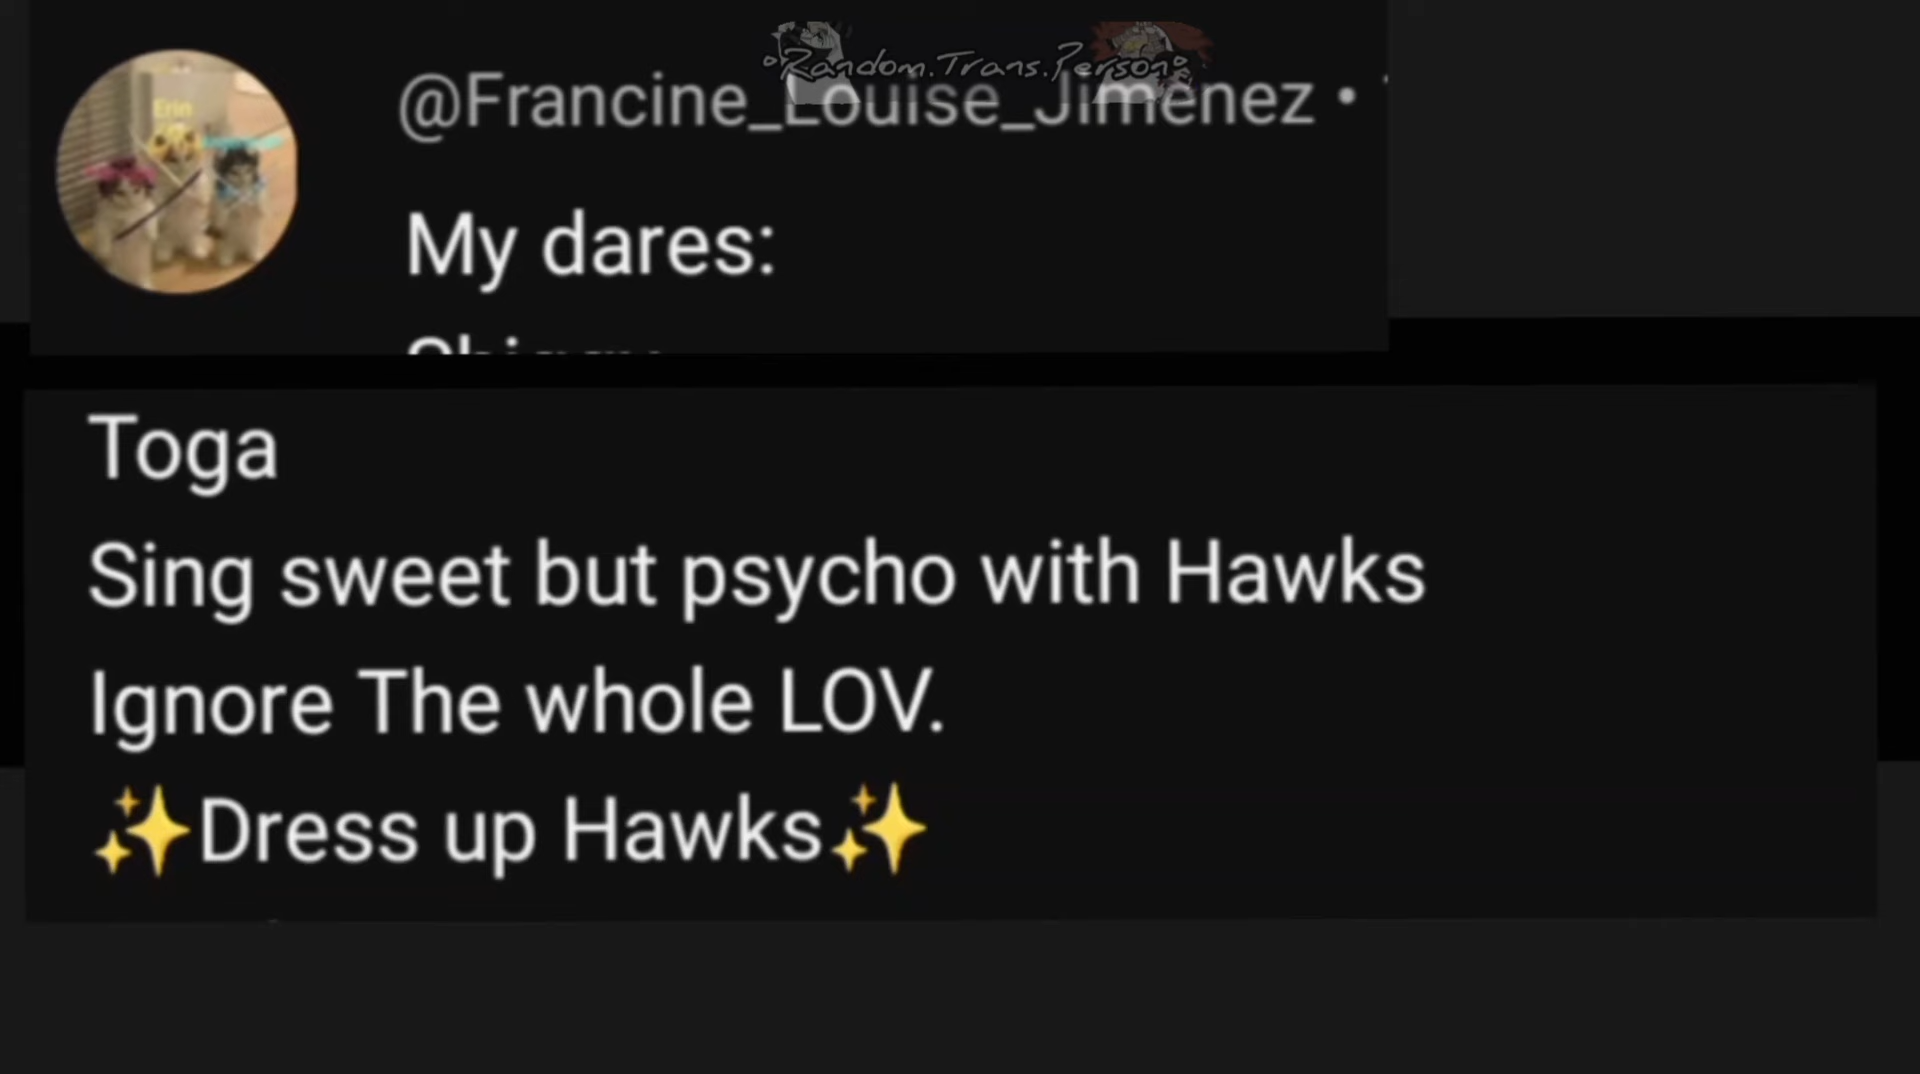 °Random.Trans.Person°
@Francine_Louise_Jimenez •
Erin
My dares:
Toga
Sing sweet but psycho with Hawks
Ignore The whole LOV.
✨Dress up Hawks✨